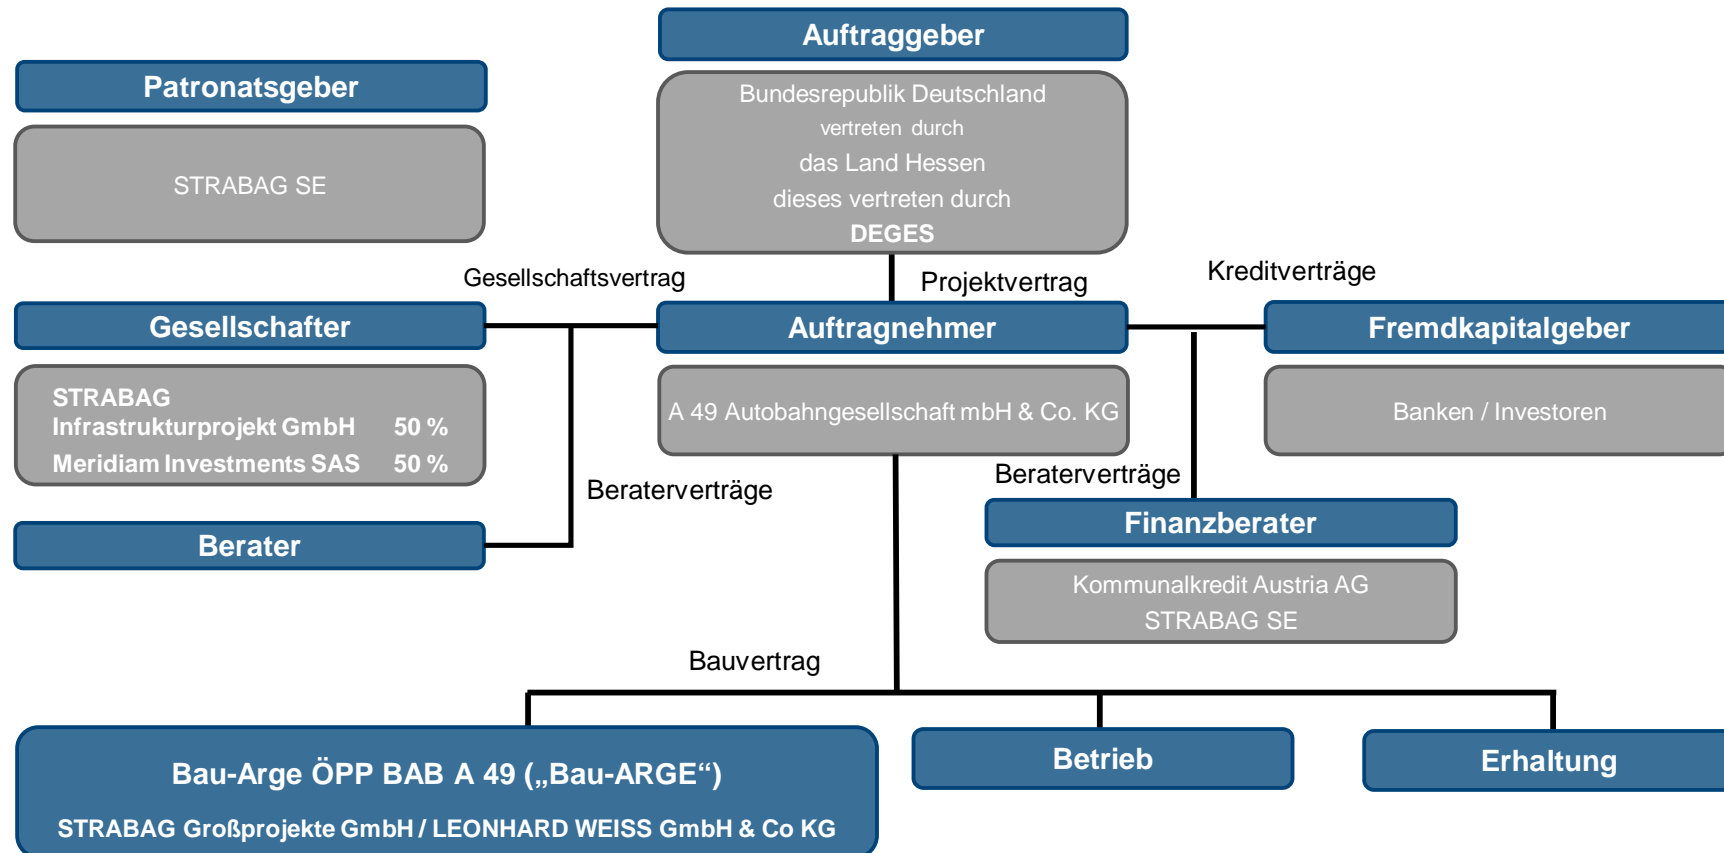 Auftraggeber
Bundesrepublik Deutschland
vertreten durch
das Land Hessen
dieses vertreten durch
DEGES
Patronatsgeber
STRABAG SE
Gesellschaftsvertrag
Projektvertrag
Kreditverträge
Gesellschafter
STRABAG
Infrastrukturprojekt GmbH 50 %
Meridiam Investments SAS 50 %
Auftragnehmer
A 49 Autobahngesellschaft mbH & Co. KG
Fremdkapitalgeber
Banken / Investoren
Beraterverträge
Berater
Beraterverträge
Finanzberater
Kommunalkredit Austria AG
STRABAG SE
Bauvertrag
Bau-Arge ÖPP BAB A 49 („Bau-ARGE“)
STRABAG Großprojekte GmbH / LEONHARD WEISS GmbH & Co KG
Betrieb
Erhaltung